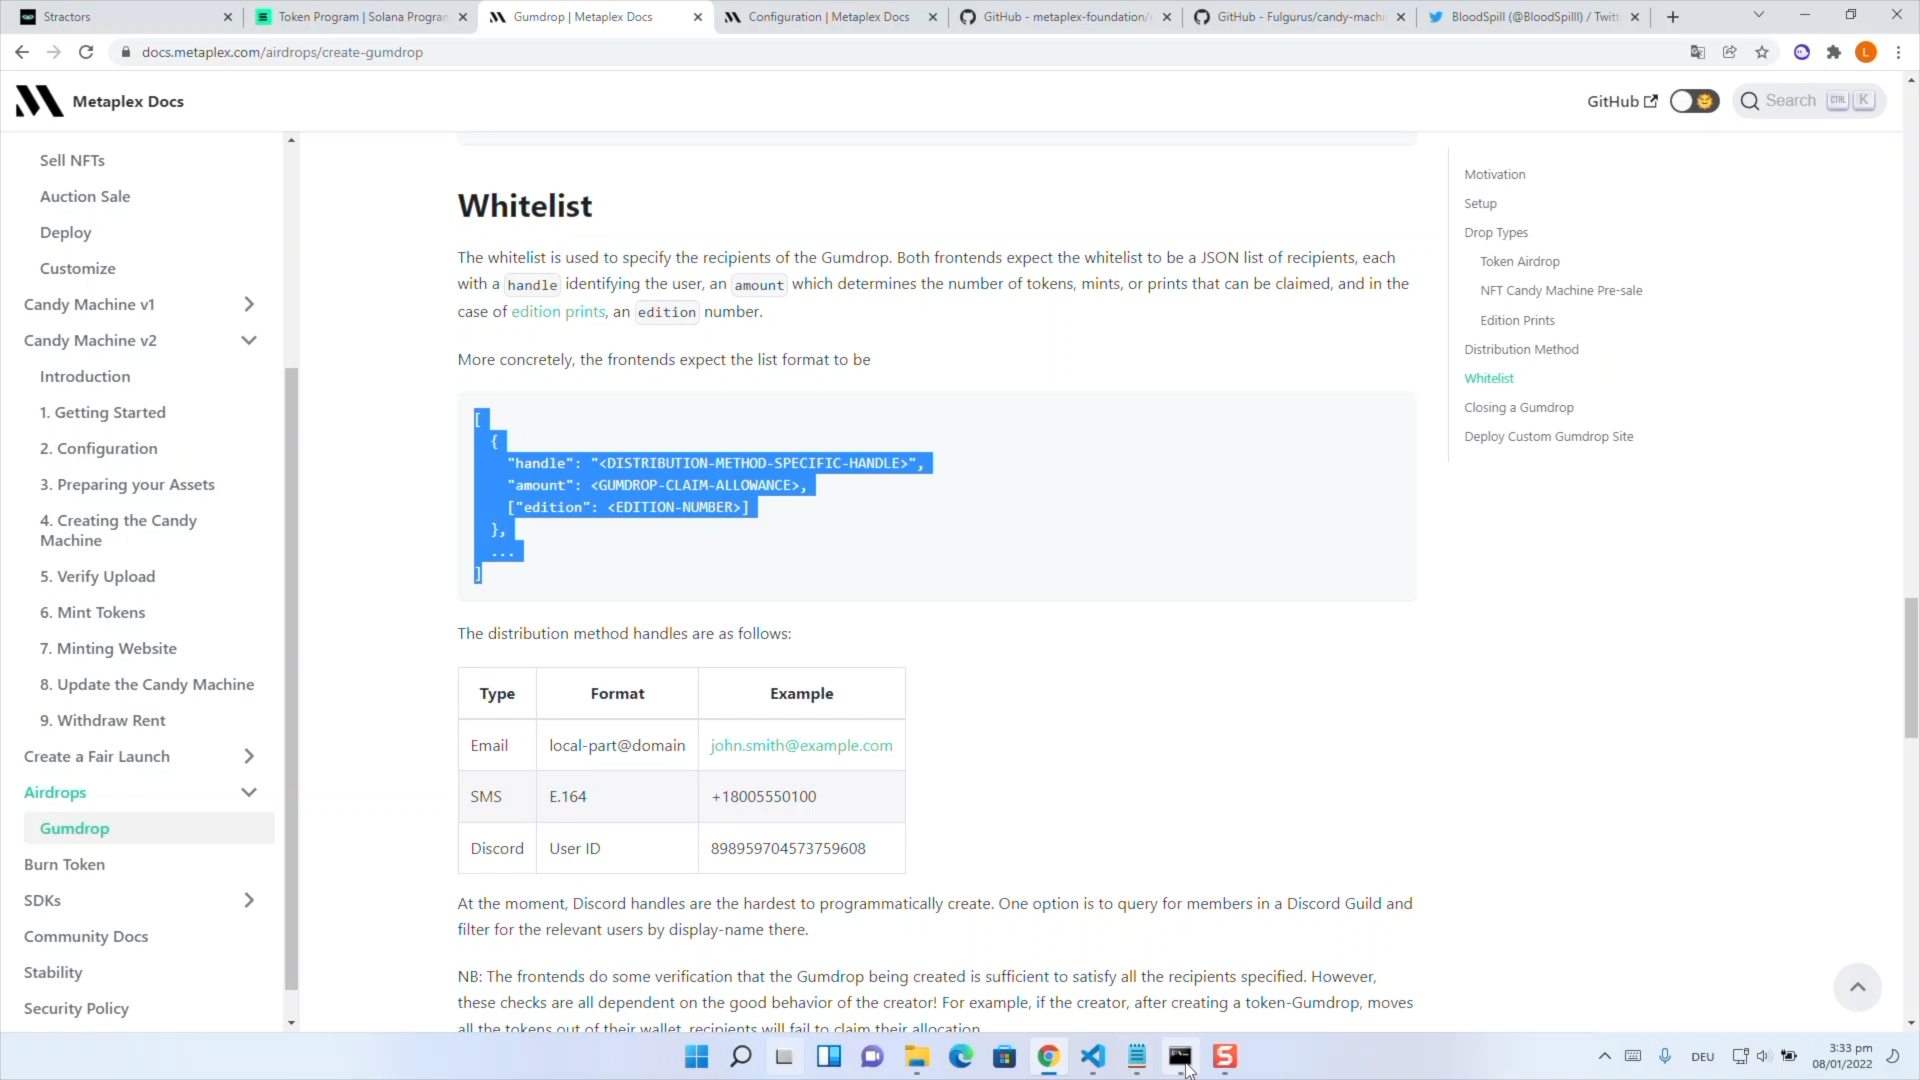 Stractors
Token Program | Solana Progran
Gumdrop | Metaplex Docs
Configuration | Metaplex Docs
GitHub - metaplex-foundation/
GitHub - Fulgurus/candy-machi
BloodSpill (@BloodSpilll) / Twitt
docs.metaplex.com/airdrops/create-gumdrop
L
Metaplex Docs
GitHub
Search CTRL K
Sell NFTs
Auction Sale
Deploy
Customize
Candy Machine v1
Candy Machine v2
Introduction
1. Getting Started
2. Configuration
3. Preparing your Assets
4. Creating the Candy
Machine
5. Verify Upload
6. Mint Tokens
7. Minting Website
8. Update the Candy Machine
9. Withdraw Rent
Create a Fair Launch
Airdrops
Gumdrop
Burn Token
SDKs
Community Docs
Stability
Security Policy
Whitelist
The whitelist is used to specify the recipients of the Gumdrop. Both frontends expect the whitelist to be a JSON list of recipients, each
with a handle identifying the user, an amount which determines the number of tokens, mints, or prints that can be claimed, and in the
case of edition prints, an edition number.
More concretely, the frontends expect the list format to be
[
{
"handle": "<DISTRIBUTION-METHOD-SPECIFIC-HANDLE>",
"amount": <GUMDROP-CLAIM-ALLOWANCE>,
["edition": <EDITION-NUMBER>]
},
...
]
The distribution method handles are as follows:
Type Format Example
Email local-part@domain john.smith@example.com
SMS E.164 +18005550100
Discord User ID 898959704573759608
At the moment, Discord handles are the hardest to programmatically create. One option is to query for members in a Discord Guild and
filter for the relevant users by display-name there.
NB: The frontends do some verification that the Gumdrop being created is sufficient to satisfy all the recipients specified. However,
these checks are all dependent on the good behavior of the creator! For example, if the creator, after creating a token-Gumdrop, moves
all the tokens out of their wallet, recipients will fail to claim their allocation
Motivation
Setup
Drop Types
Token Airdrop
NFT Candy Machine Pre-sale
Edition Prints
Distribution Method
Whitelist
Closing a Gumdrop
Deploy Custom Gumdrop Site
DEU
3:33 pm
08/01/2022